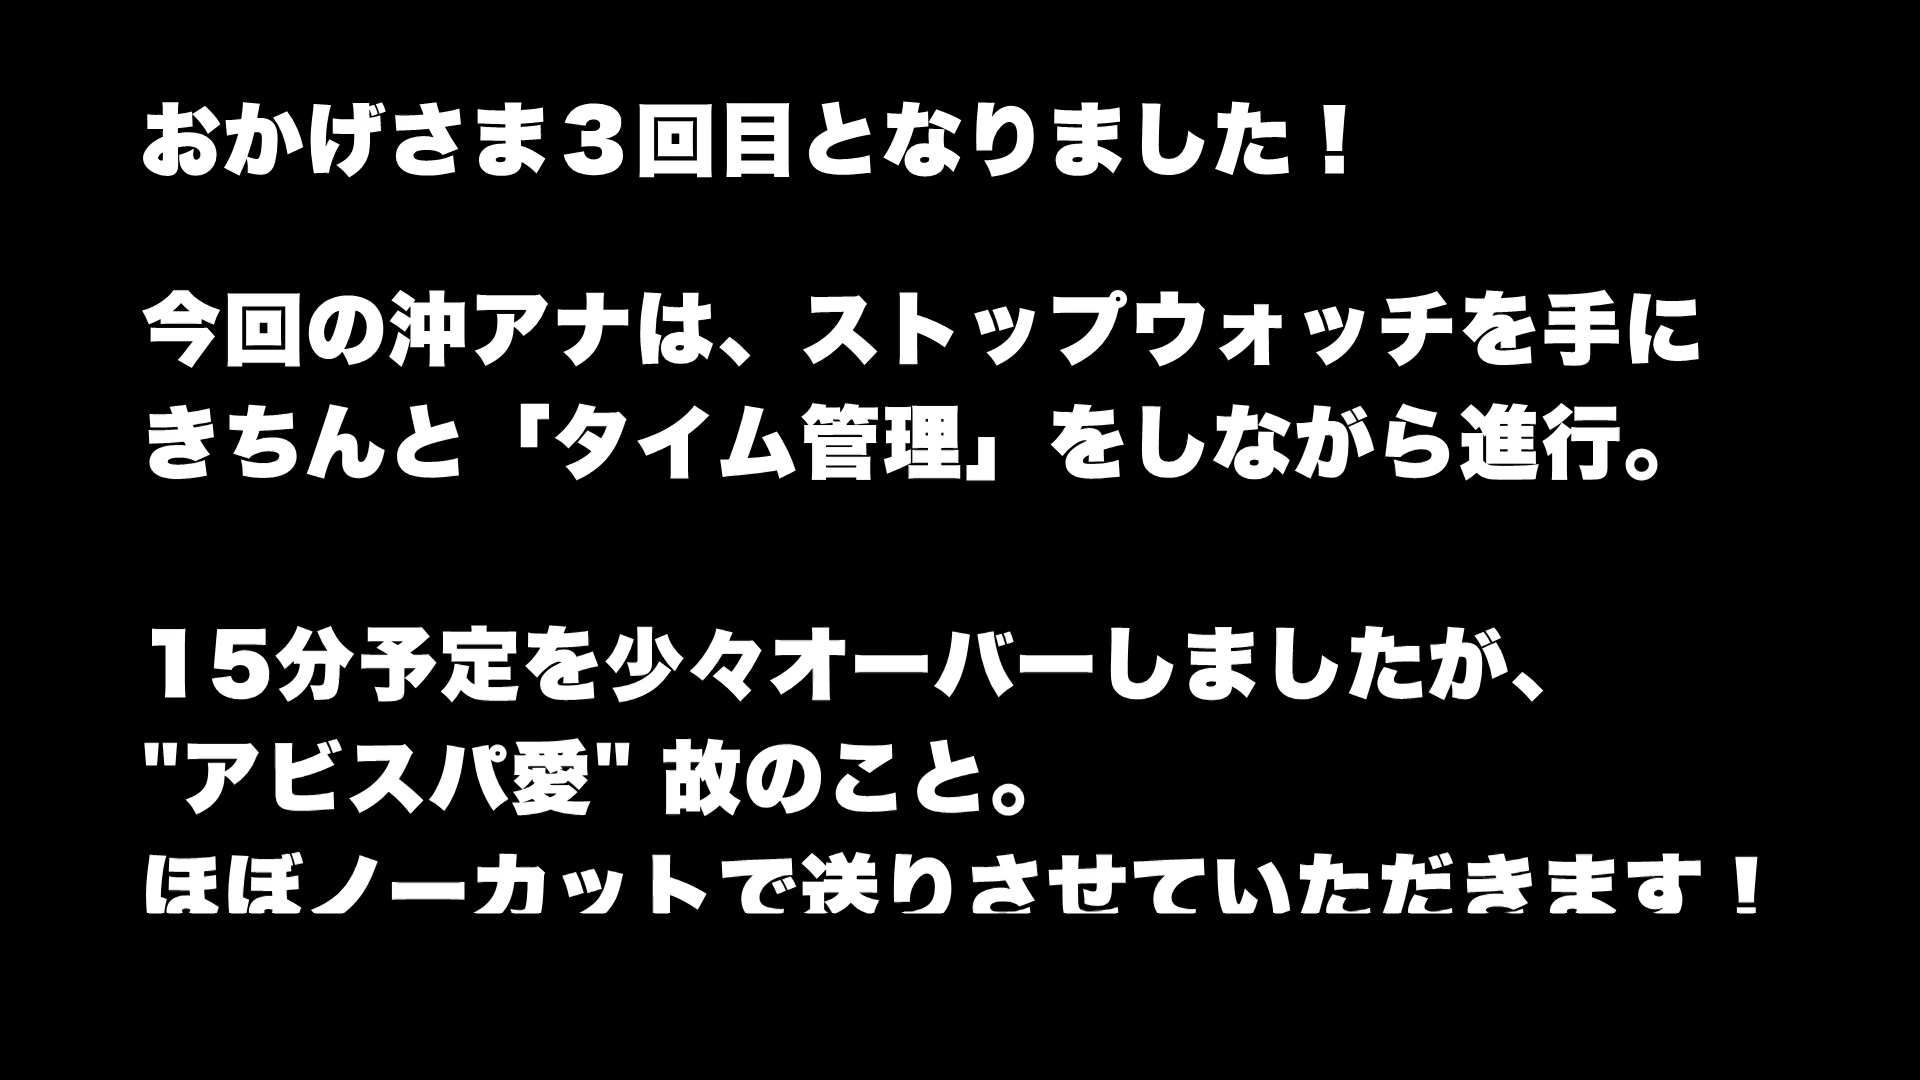 おかげさま３回目となりました！
今回の沖アナは、ストップウォッチを手に
きちんと「タイム管理」をしながら進行。
15分予定を少々オーバーしましたが、
"アビスパ愛" 故のこと。
ほぼノーカットで送りさせていただきます！